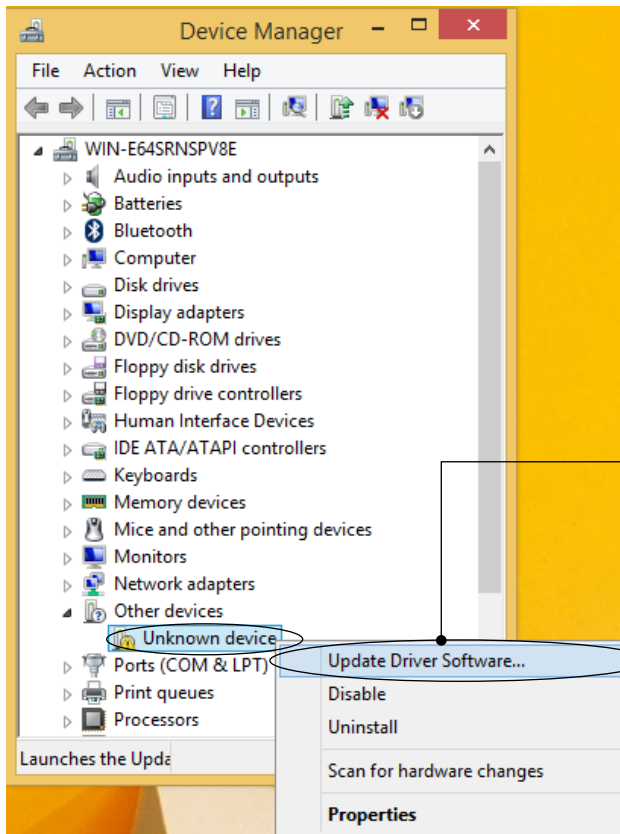 Device Manager
File Action View Help
WIN-E64SRNSPV8E
Audio inputs and outputs
Batteries
Bluetooth
Computer
Disk drives
Display adapters
DVD/CD-ROM drives
Floppy disk drives
Floppy drive controllers
Human Interface Devices
IDE ATA/ATAPI controllers
Keyboards
Memory devices
Mice and other pointing devices
Monitors
Network adapters
Other devices
Unknown device
Ports (COM & LPT)
Print queues
Processors
Launches the Upda
Update Driver Software...
Disable
Uninstall
Scan for hardware changes
Properties